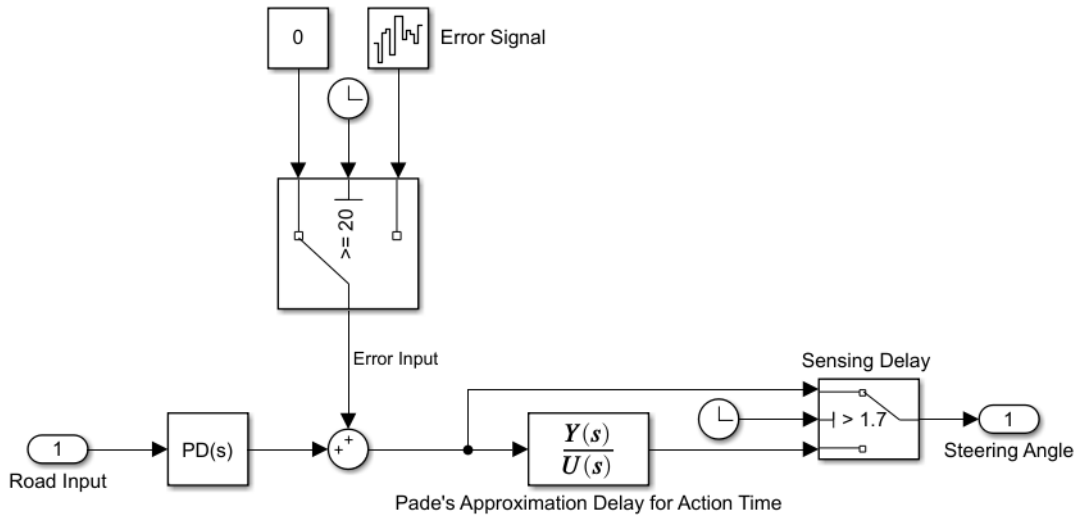 0
Error Signal
>= 20
Error Input
Sensing Delay
1
Road Input
PD(s)
+
+
Y(s)
U(s)
Pade's Approximation Delay for Action Time
> 1.7
1
Steering Angle